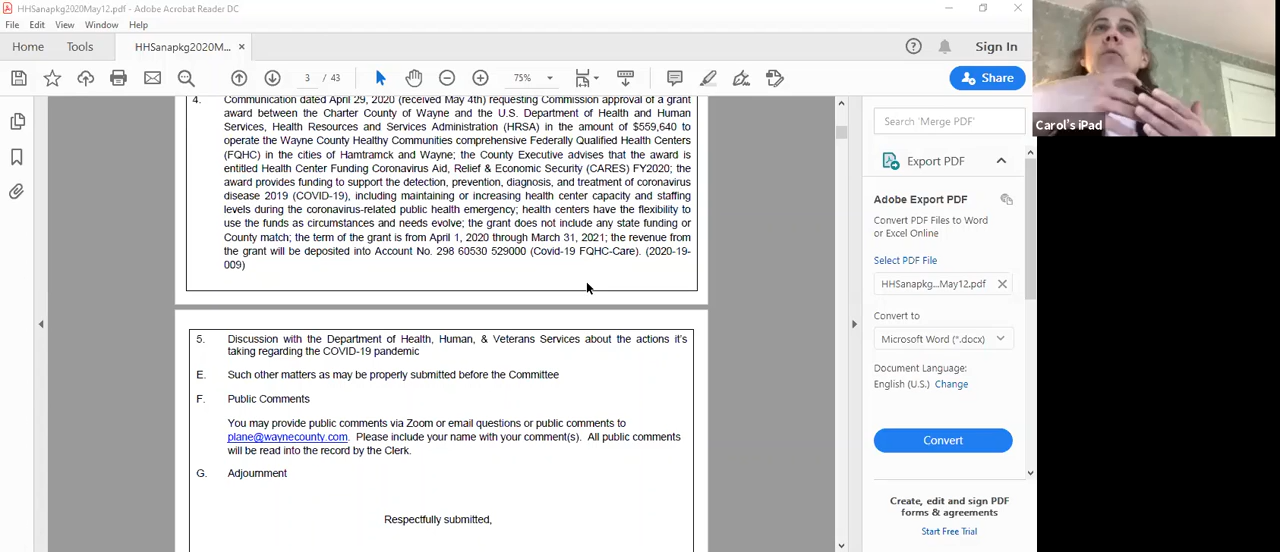 HHSanapkg2020May12.pdf - Adobe Acrobat Reader DC
File Edit View Window Help
Home Tools HHSanapkg2020M... × Sign In
3 / 43 75% Share
4. Communication dated April 29, 2020 (received May 4th) requesting Commission approval of a grant
award between the Charter County of Wayne and the U.S. Department of Health and Human
Services, Health Resources and Services Administration (HRSA) in the amount of $559,640 to
operate the Wayne County Healthy Communities comprehensive Federally Qualified Health Centers
(FQHC) in the cities of Hamtramck and Wayne; the County Executive advises that the award is
entitled Health Center Funding Coronavirus Aid, Relief & Economic Security (CARES) FY2020; the
award provides funding to support the detection, prevention, diagnosis, and treatment of coronavirus
disease 2019 (COVID-19), including maintaining or increasing health center capacity and staffing
levels during the coronavirus-related public health emergency; health centers have the flexibility to
use the funds as circumstances and needs evolve; the grant does not include any state funding or
County match; the term of the grant is from April 1, 2020 through March 31, 2021; the revenue from
the grant will be deposited into Account No. 298 60530 529000 (Covid-19 FQHC-Care). (2020-19-
009)
5. Discussion with the Department of Health, Human, & Veterans Services about the actions it's
taking regarding the COVID-19 pandemic
E. Such other matters as may be properly submitted before the Committee
F. Public Comments
You may provide public comments via Zoom or email questions or public comments to
plane@waynecounty.com. Please include your name with your comment(s). All public comments
will be read into the record by the Clerk.
G. Adjournment
Respectfully submitted,
Search 'Merge PDF'
Export PDF
Adobe Export PDF
Convert PDF Files to Word
or Excel Online
Select PDF File
HHSanapkg...May12.pdf
Convert to
Microsoft Word (*.docx)
Document Language:
English (U.S.) Change
Convert
Create, edit and sign PDF
forms & agreements
Start Free Trial
Carol's iPad